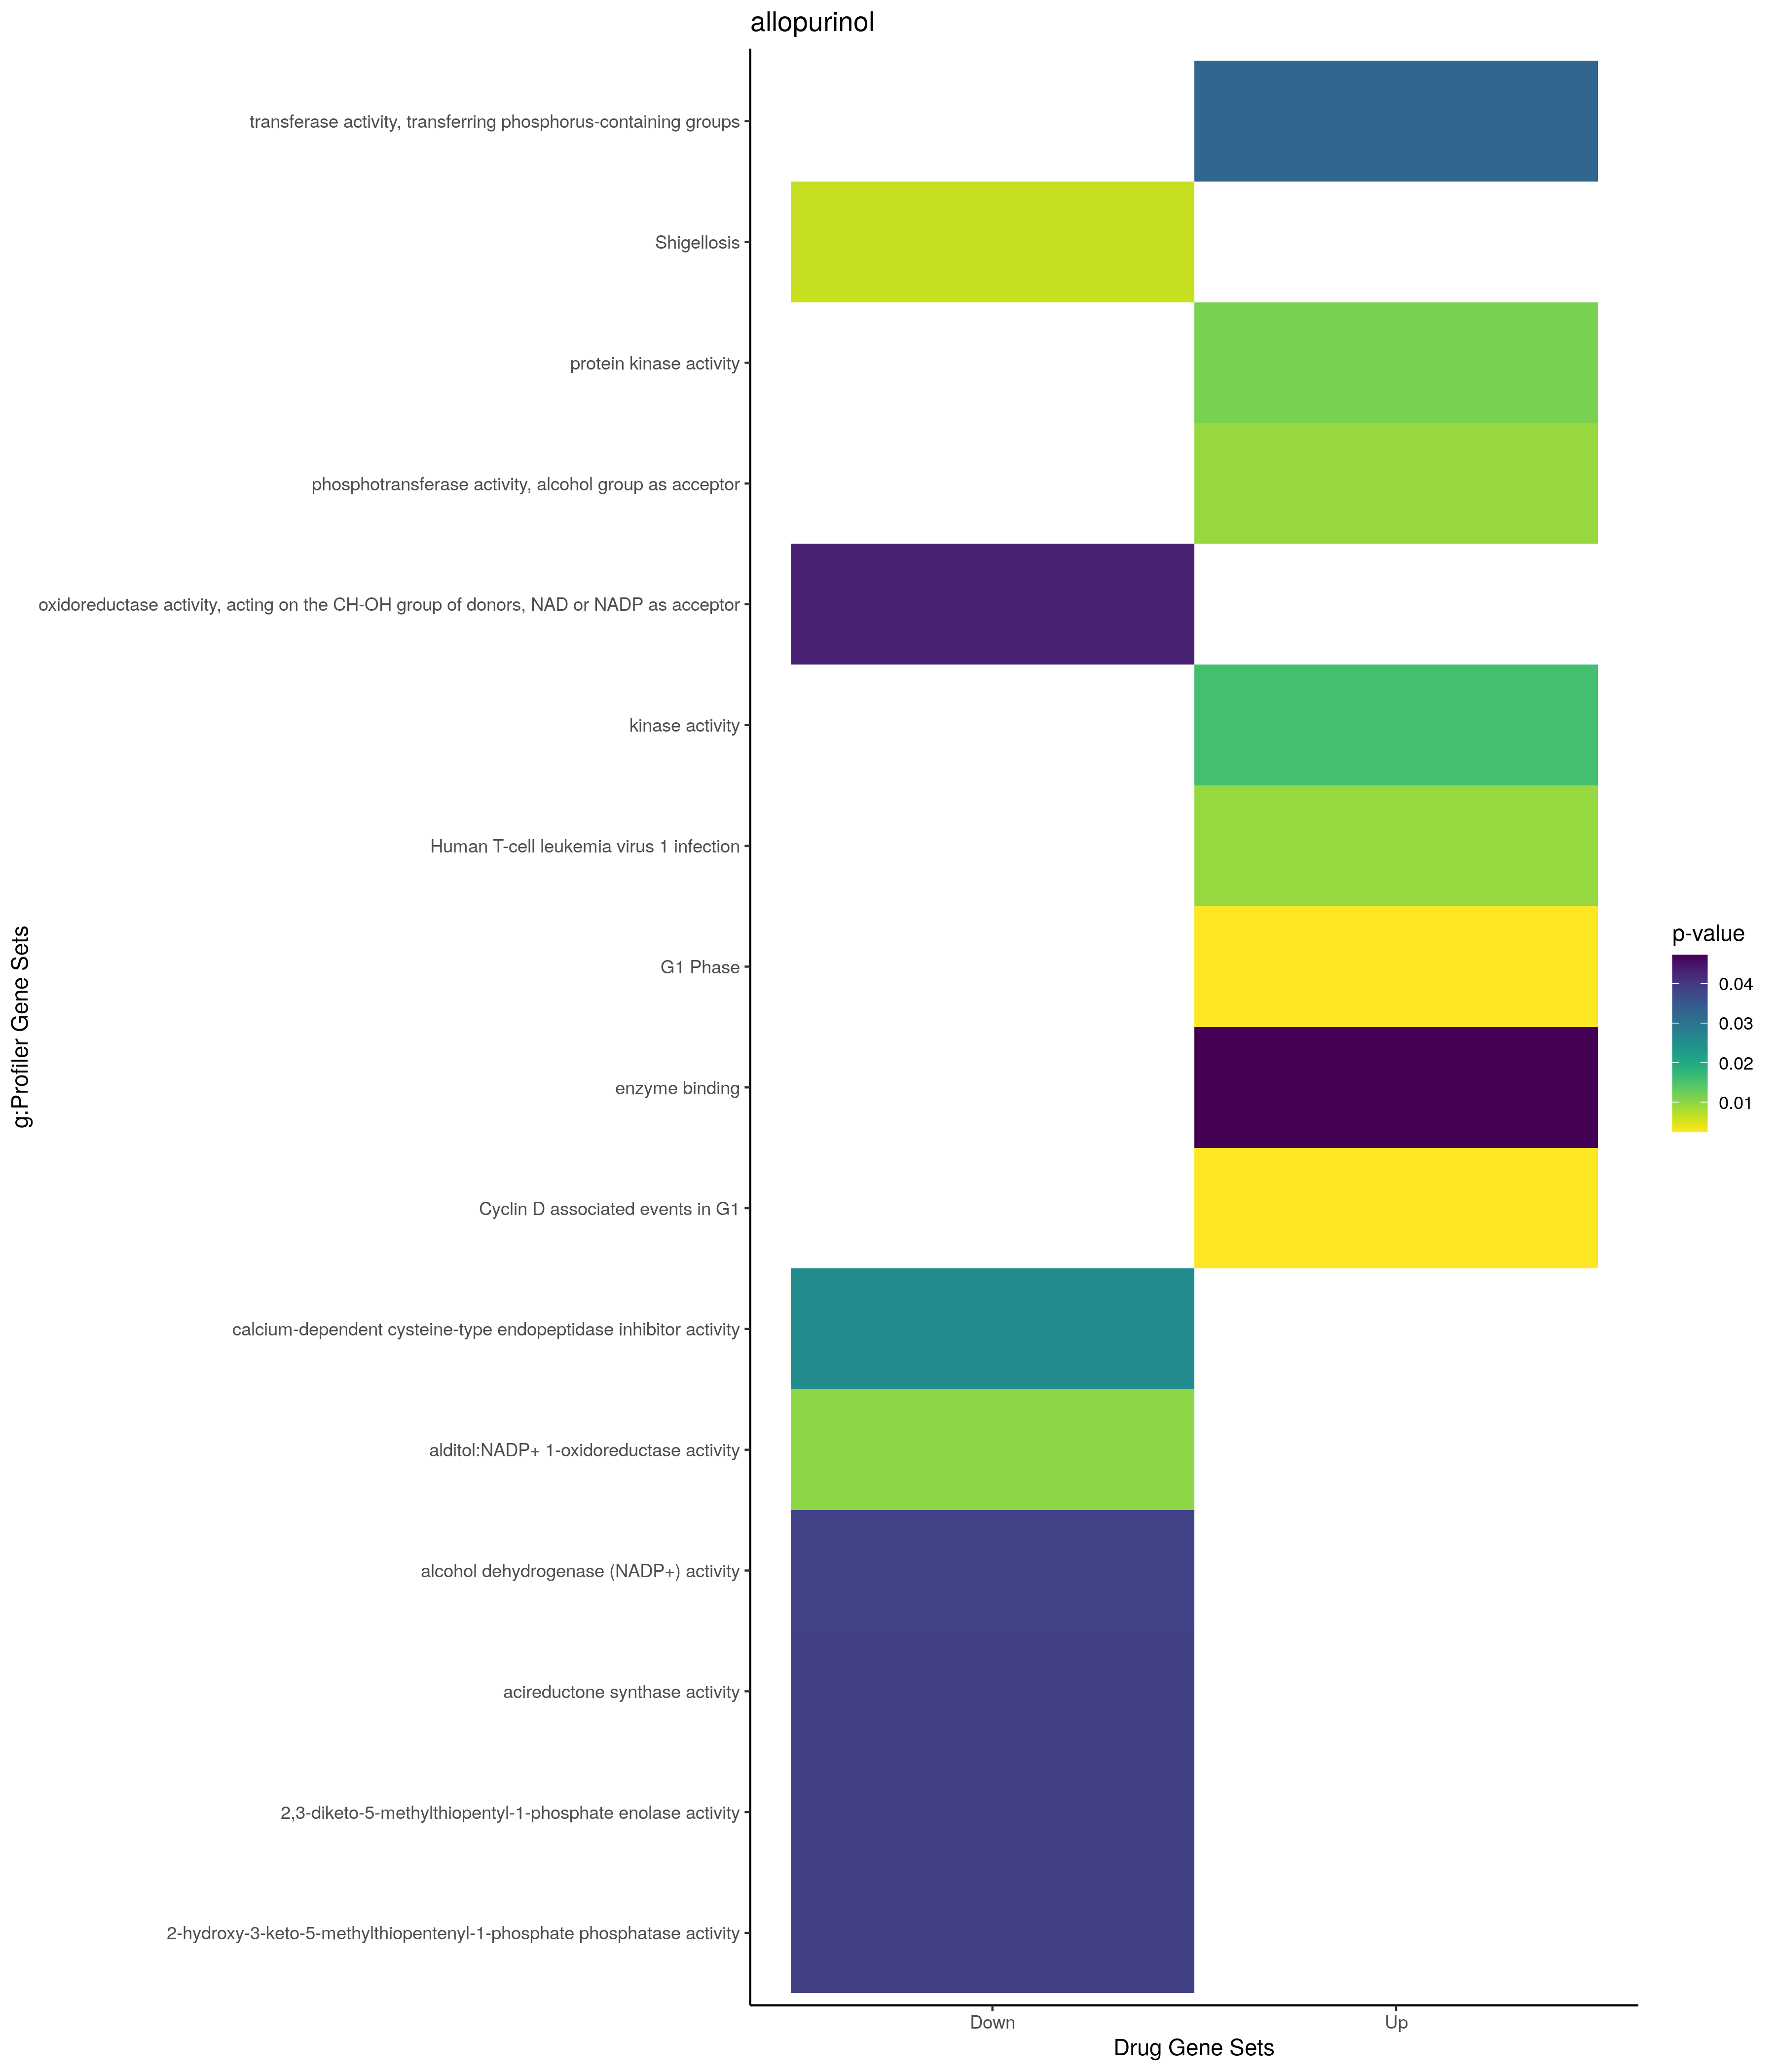 allopurinol
transferase activity, transferring phosphorus-containing groups
Shigellosis
protein kinase activity
phosphotransferase activity, alcohol group as acceptor
oxidoreductase activity, acting on the CH-OH group of donors, NAD or NADP as acceptor
kinase activity
Human T-cell leukemia virus 1 infection
G1 Phase
enzyme binding
Cyclin D associated events in G1
calcium-dependent cysteine-type endopeptidase inhibitor activity
alditol:NADP+ 1-oxidoreductase activity
alcohol dehydrogenase (NADP+) activity
acireductone synthase activity
2,3-diketo-5-methylthiopentyl-1-phosphate enolase activity
2-hydroxy-3-keto-5-methylthiopentenyl-1-phosphate phosphatase activity
g:Profiler Gene Sets
Down
Up
Drug Gene Sets
p-value
0.04
0.03
0.02
0.01